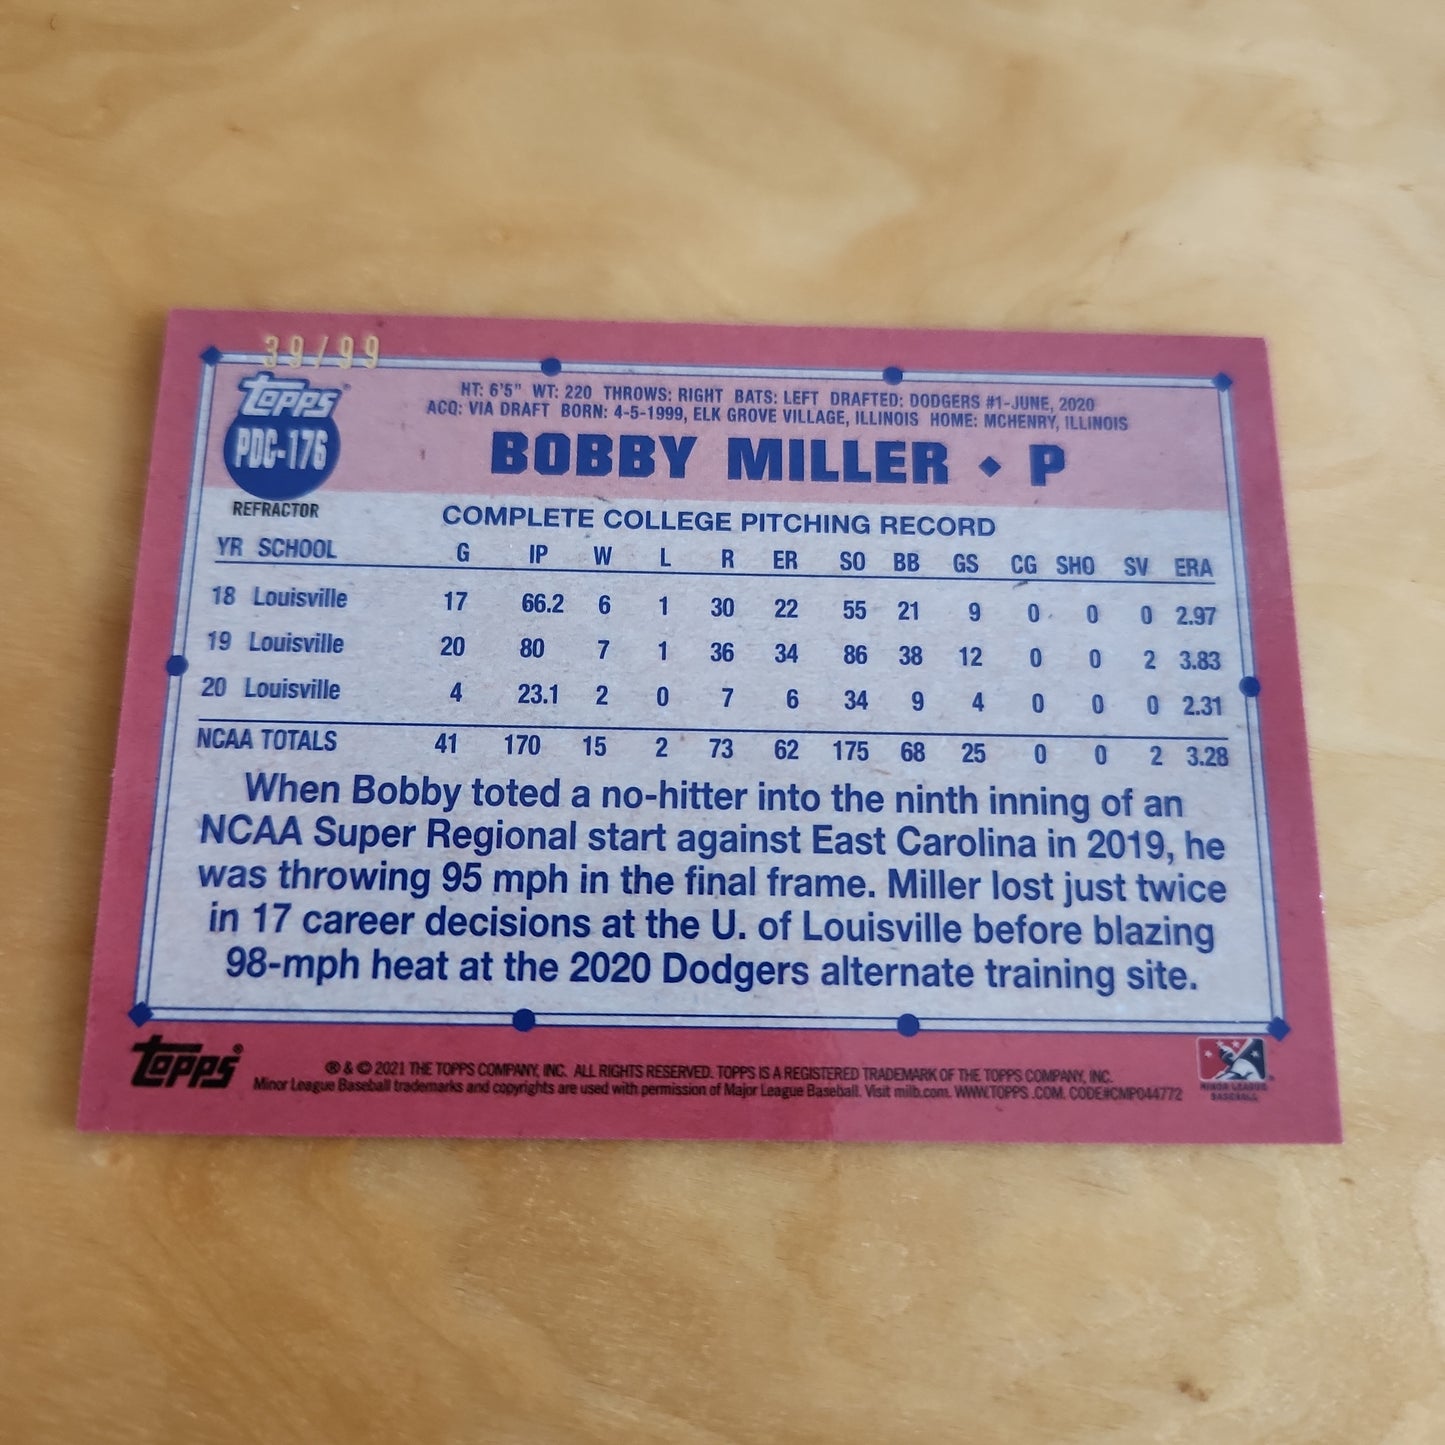 39/99
Topps®
PDC-176
REFRACTOR
HT: 6'5" WT: 220 THROWS: RIGHT BATS: LEFT DRAFTED: DODGERS #1-JUNE, 2020
ACQ: VIA DRAFT BORN: 4-5-1999, ELK GROVE VILLAGE, ILLINOIS HOME: MCHENRY, ILLINOIS
BOBBY MILLER ◆ P
COMPLETE COLLEGE PITCHING RECORD
YR SCHOOL G IP W L R ER SO BB GS CG SHO SV ERA
18 Louisville 17 66.2 6 1 30 22 55 21 9 0 0 0 2.97
19 Louisville 20 80 7 1 36 34 86 38 12 0 0 2 3.83
20 Louisville 4 23.1 2 0 7 6 34 9 4 0 0 0 2.31
NCAA TOTALS 41 170 15 2 73 62 175 68 25 0 0 2 3.28
When Bobby toted a no-hitter into the ninth inning of an
NCAA Super Regional start against East Carolina in 2019, he
was throwing 95 mph in the final frame. Miller lost just twice
in 17 career decisions at the U. of Louisville before blazing
98-mph heat at the 2020 Dodgers alternate training site.
Topps®
® & © 2021 THE TOPPS COMPANY, INC. ALL RIGHTS RESERVED. TOPPS IS A REGISTERED TRADEMARK OF THE TOPPS COMPANY, INC.
Minor League Baseball trademarks and copyrights are used with permission of Major League Baseball. Visit milb.com. WWW.TOPPS.COM. CODE#CMP044772
MINOR LEAGUE
BASEBALL